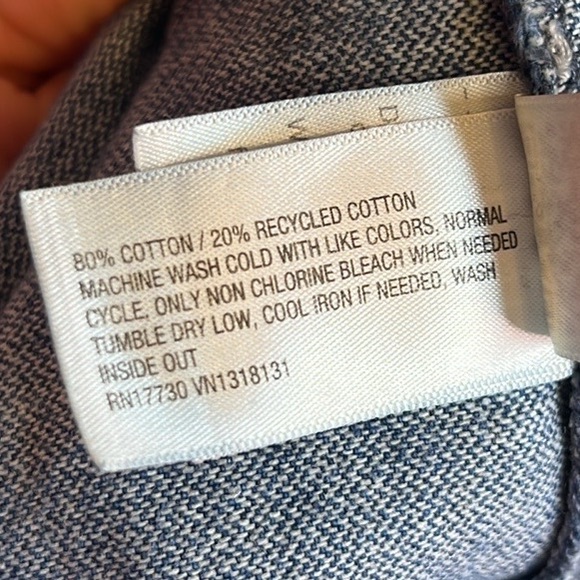 80% COTTON / 20% RECYCLED COTTON
MACHINE WASH COLD WITH LIKE COLORS, NORMAL
CYCLE, ONLY NON CHLORINE BLEACH WHEN NEEDED
TUMBLE DRY LOW, COOL IRON IF NEEDED, WASH
INSIDE OUT
RN17730 VN1318131